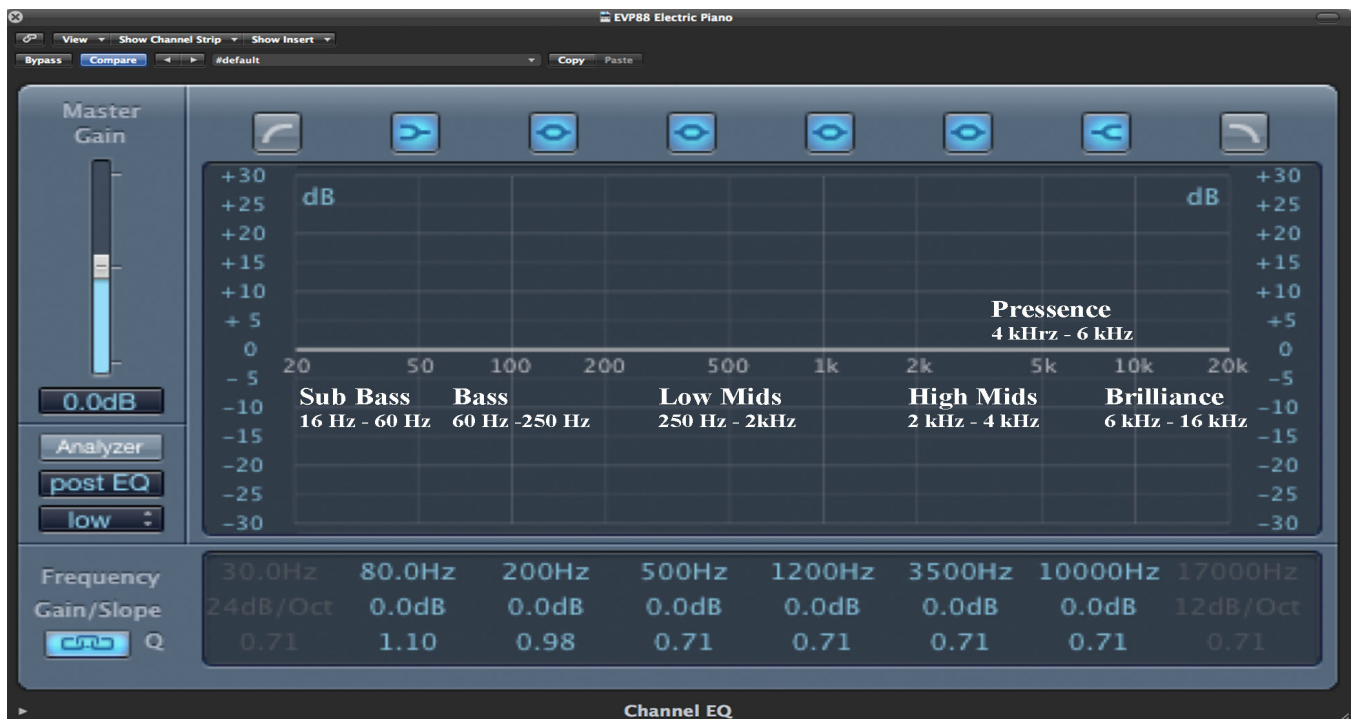 EVP88 Electric Piano
View Show Channel Strip Show Insert
Bypass Compare #default Copy Paste
Master
Gain
+30 +30
dB dB
+25 +25
+20 +20
+15 +15
+10 +10
Pressence
+ 5 +5
4 kHrz - 6 kHz
0 0
20 50 100 200 500 1k 2k 5k 10k 20k
- 5 -5
0.0dB
Sub Bass Bass Low Mids High Mids Brilliance
-10 -10
16 Hz - 60 Hz 60 Hz -250 Hz 250 Hz - 2kHz 2 kHz - 4 kHz 6 kHz - 16 kHz
-15 -15
Analyzer
-20 -20
post EQ
-25 -25
low
-30 -30
Frequency 30.0Hz 80.0Hz 200Hz 500Hz 1200Hz 3500Hz 10000Hz 17000Hz
Gain/Slope 24dB/Oct 0.0dB 0.0dB 0.0dB 0.0dB 0.0dB 0.0dB 12dB/Oct
Q 0.71 1.10 0.98 0.71 0.71 0.71 0.71 0.71
Channel EQ